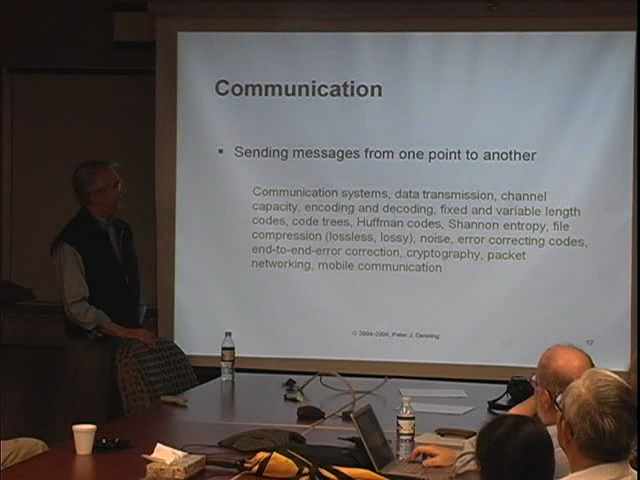 Communication
▪ Sending messages from one point to another
Communication systems, data transmission, channel
capacity, encoding and decoding, fixed and variable length
codes, code trees, Huffman codes, Shannon entropy, file
compression (lossless, lossy), noise, error correcting codes,
end-to-end-error correction, cryptography, packet
networking, mobile communication
© 2004-2006, Peter J. Denning
12